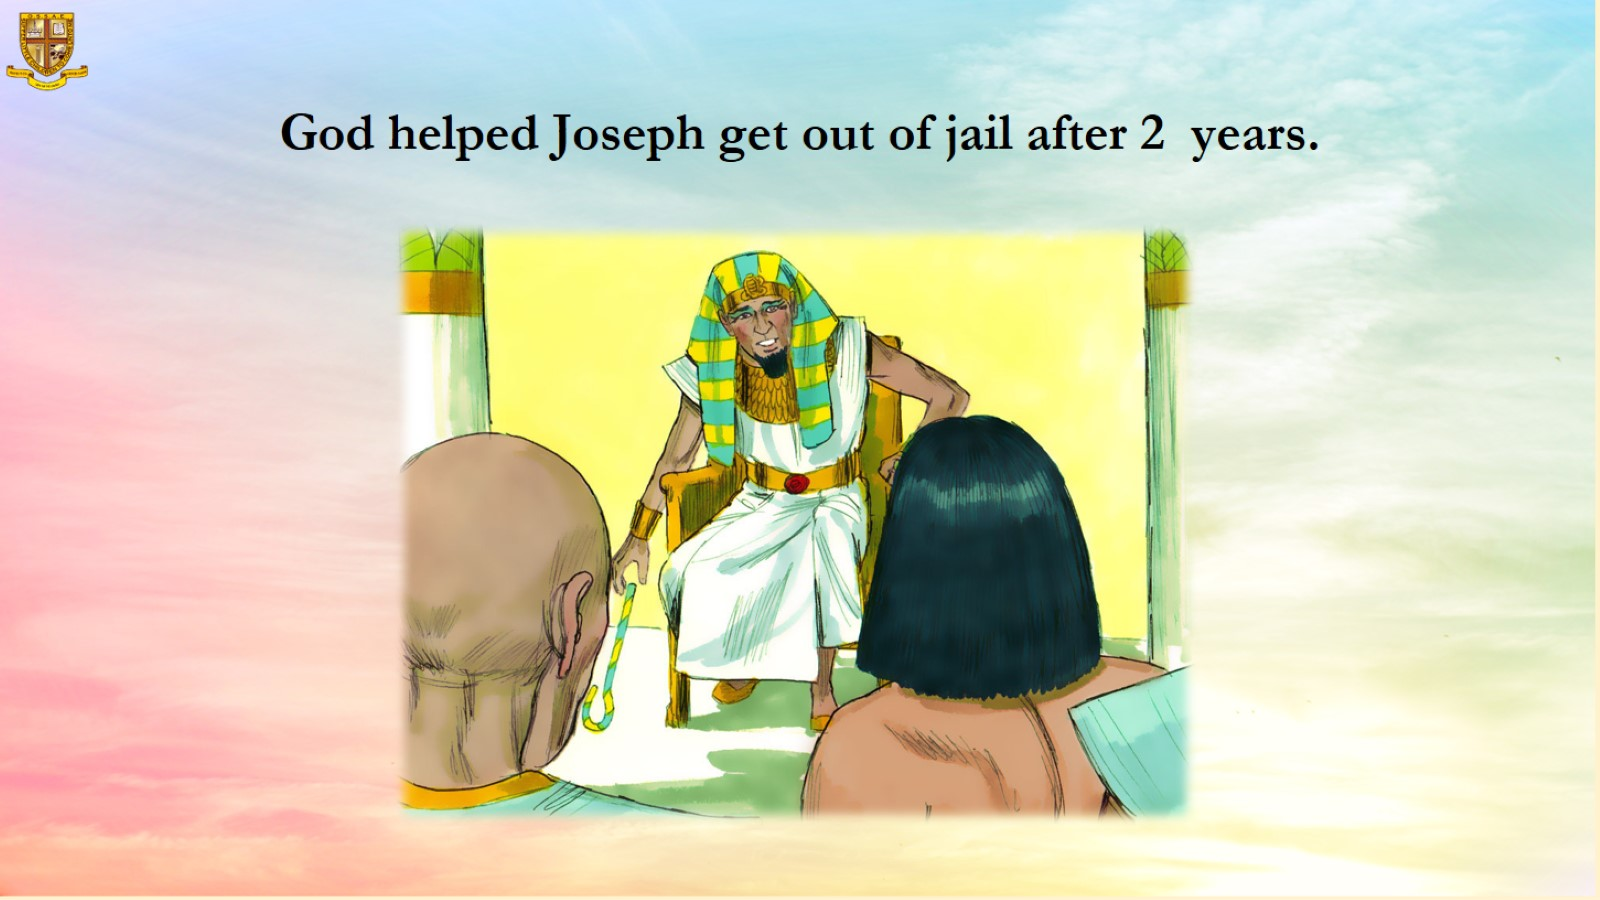 God helped Joseph get out of jail after 2  years.